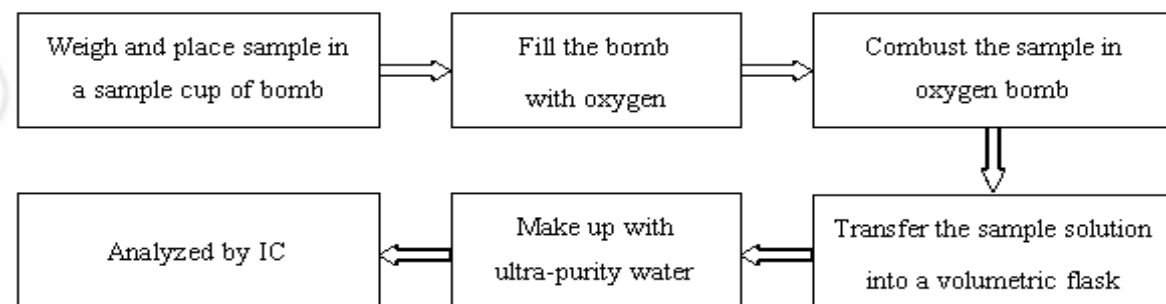 Weigh and place sample in
a sample cup of bomb
Fill the bomb
with oxygen
Combust the sample in
oxygen bomb
Transfer the sample solution
into a volumetric flask
Make up with
ultra-purity water
Analyzed by IC